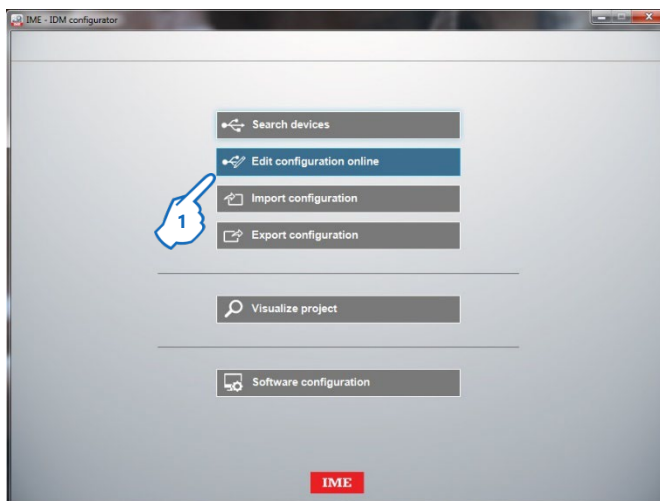 IME - IDM configurator
Search devices
Edit configuration online
1
Import configuration
Export configuration
Visualize project
Software configuration
IME